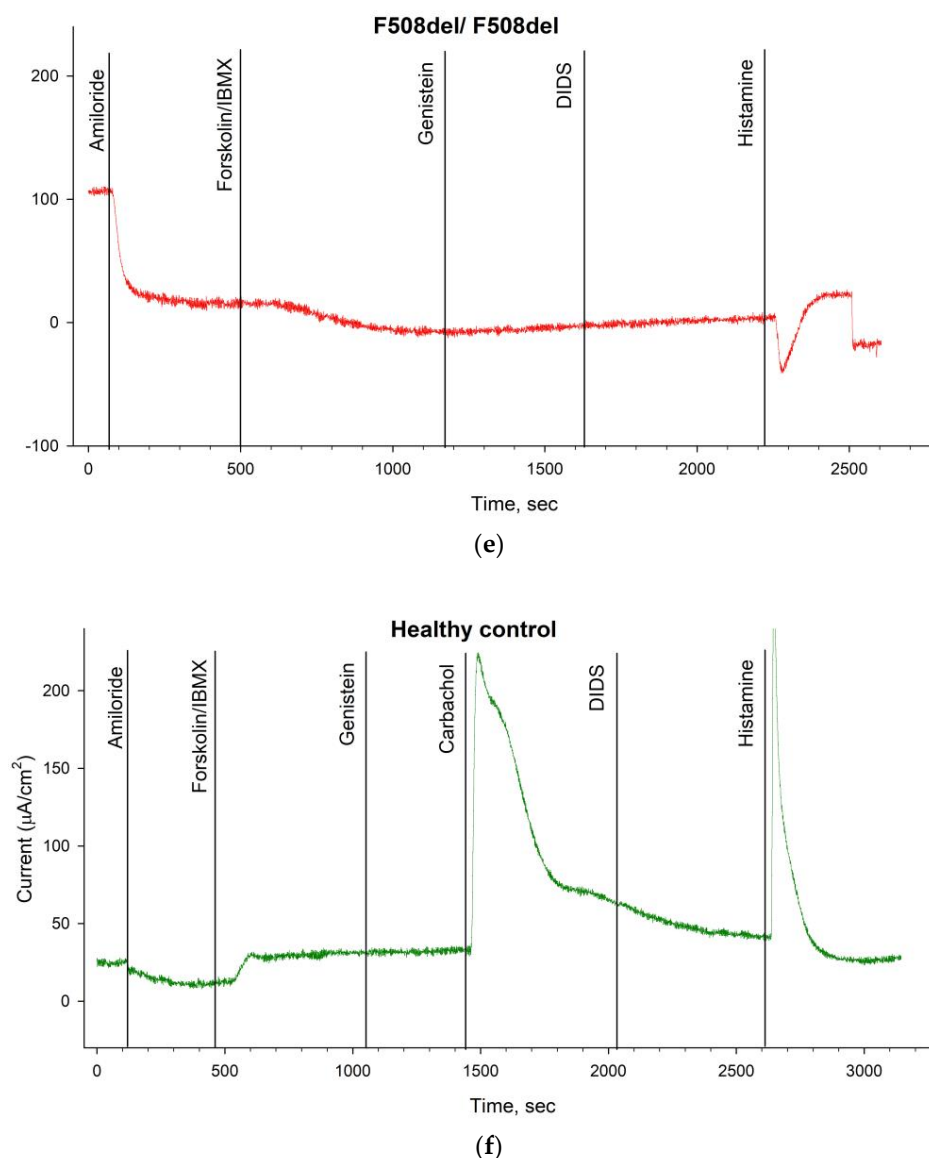 F508del/ F508del
200
100
0
-100
Amiloride
Forskolin/IBMX
Genistein
DIDS
Histamine
0 500 1000 1500 2000 2500
Time, sec
(e)
Healthy control
Current (µA/cm²)
200
150
100
50
0
Amiloride
Forskolin/IBMX
Genistein
Carbachol
DIDS
Histamine
0 500 1000 1500 2000 2500 3000
Time, sec
(f)